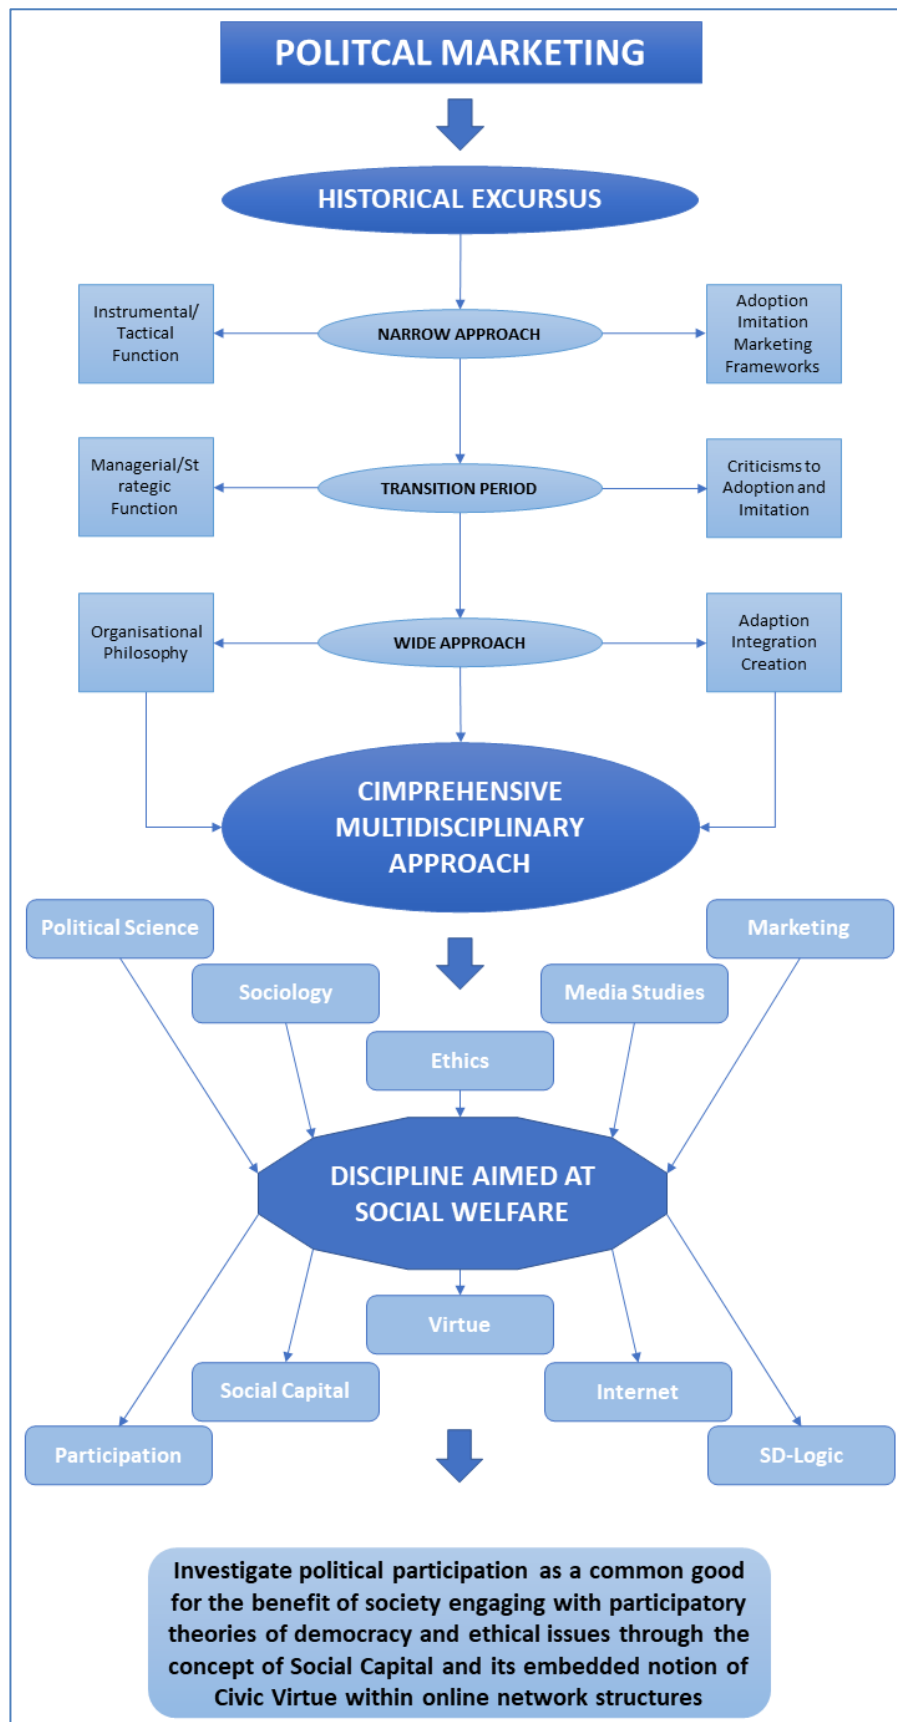 POLITCAL MARKETING
HISTORICAL EXCURSUS
Instrumental/
Tactical
Function
NARROW APPROACH
Adoption
Imitation
Marketing
Frameworks
Managerial/St
rategic
Function
TRANSITION PERIOD
Criticisms to
Adoption and
Imitation
Organisational
Philosophy
WIDE APPROACH
Adaption
Integration
Creation
CIMPREHENSIVE
MULTIDISCIPLINARY
APPROACH
Political Science
Marketing
Sociology
Media Studies
Ethics
DISCIPLINE AIMED AT
SOCIAL WELFARE
Virtue
Social Capital
Internet
Participation
SD-Logic
Investigate political participation as a common good
for the benefit of society engaging with participatory
theories of democracy and ethical issues through the
concept of Social Capital and its embedded notion of
Civic Virtue within online network structures